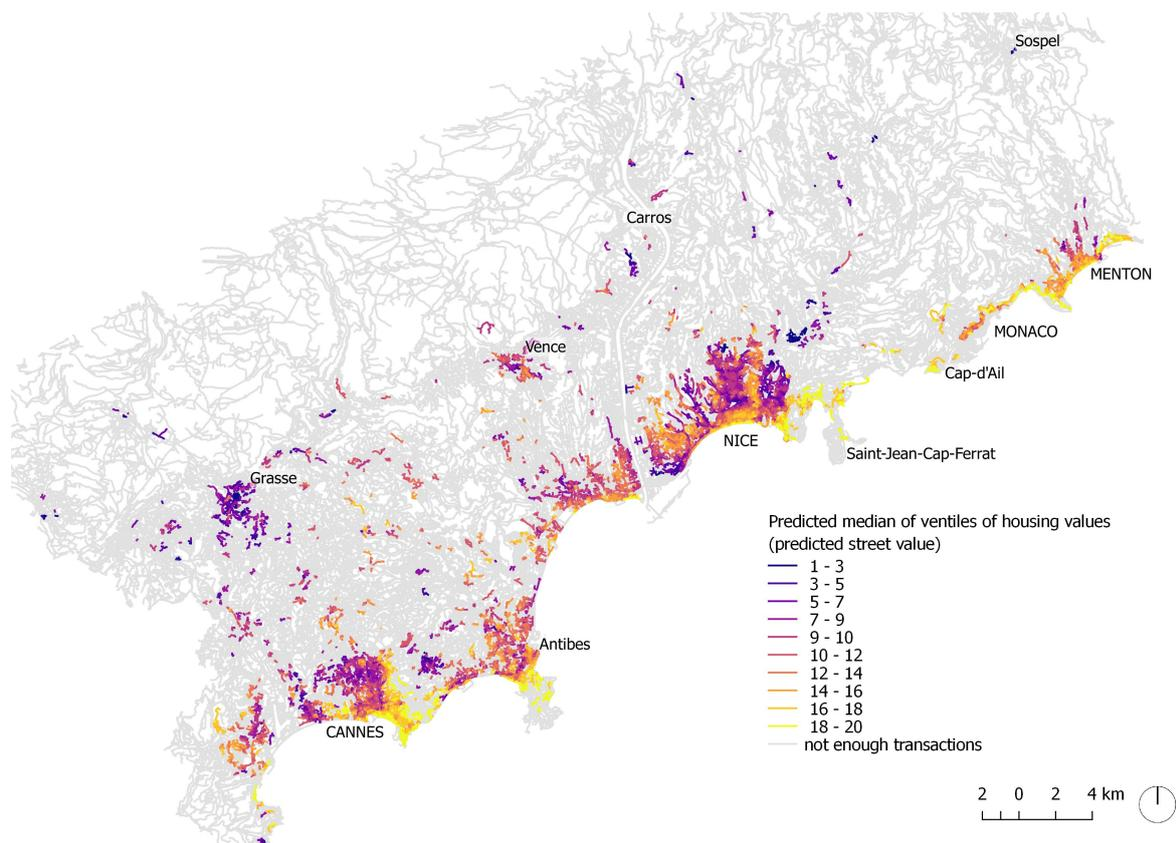 Sospel
Carros
MENTON
MONACO
Vence
Cap-d'Ail
NICE
Saint-Jean-Cap-Ferrat
Grasse
Antibes
CANNES
Predicted median of ventiles of housing values
(predicted street value)
1 - 3
3 - 5
5 - 7
7 - 9
9 - 10
10 - 12
12 - 14
14 - 16
16 - 18
18 - 20
not enough transactions
2 0 2 4 km